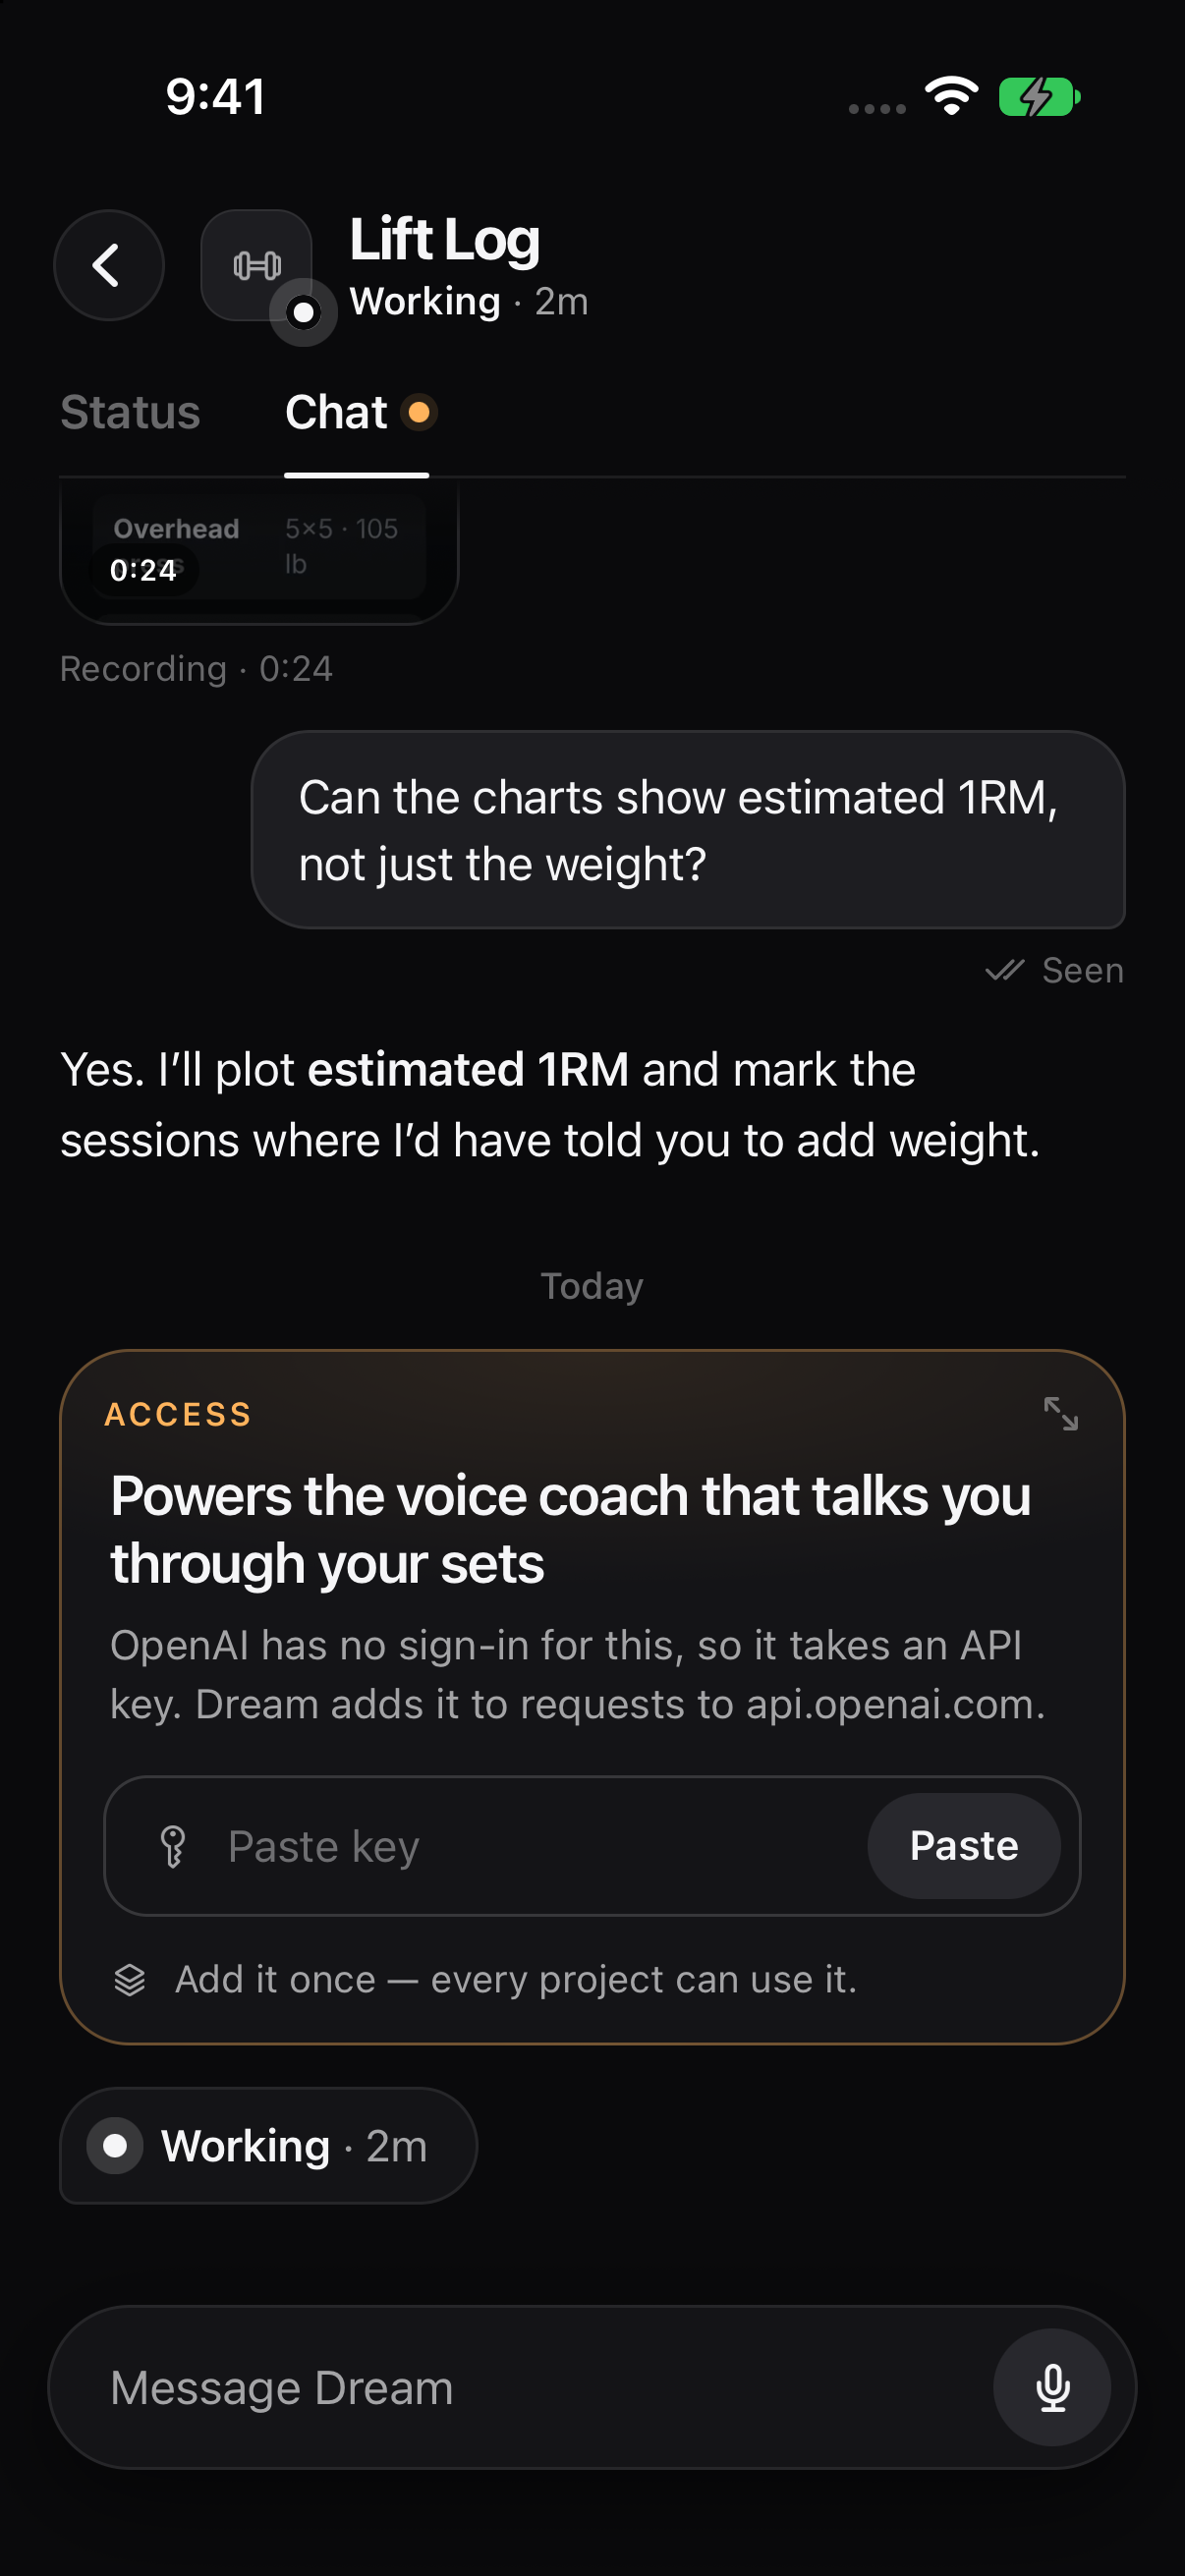 9:41
Lift Log
Working · 2m
Status
Chat
Overhead
5×5 · 105
press
lb
0:24
Recording · 0:24
Can the charts show estimated 1RM,
not just the weight?
Seen
Yes. I’ll plot estimated 1RM and mark the
sessions where I’d have told you to add weight.
Today
ACCESS
Powers the voice coach that talks you
through your sets
OpenAI has no sign-in for this, so it takes an API
key. Dream adds it to requests to api.openai.com.
Paste key
Paste
Add it once — every project can use it.
Working · 2m
Message Dream